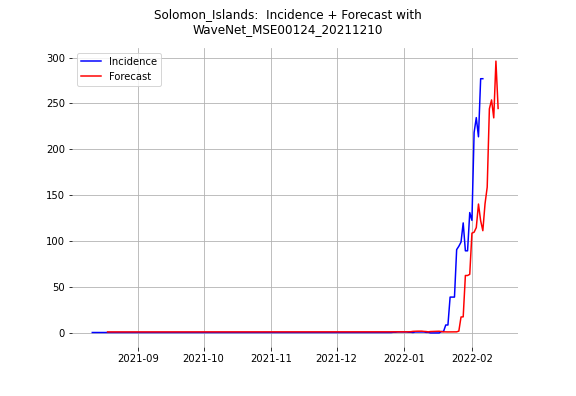 Solomon_Islands:  Incidence + Forecast with
WaveNet_MSE00124_20211210
Incidence
Forecast
300
250
200
150
100
50
0
2021-09 2021-10 2021-11 2021-12 2022-01 2022-02